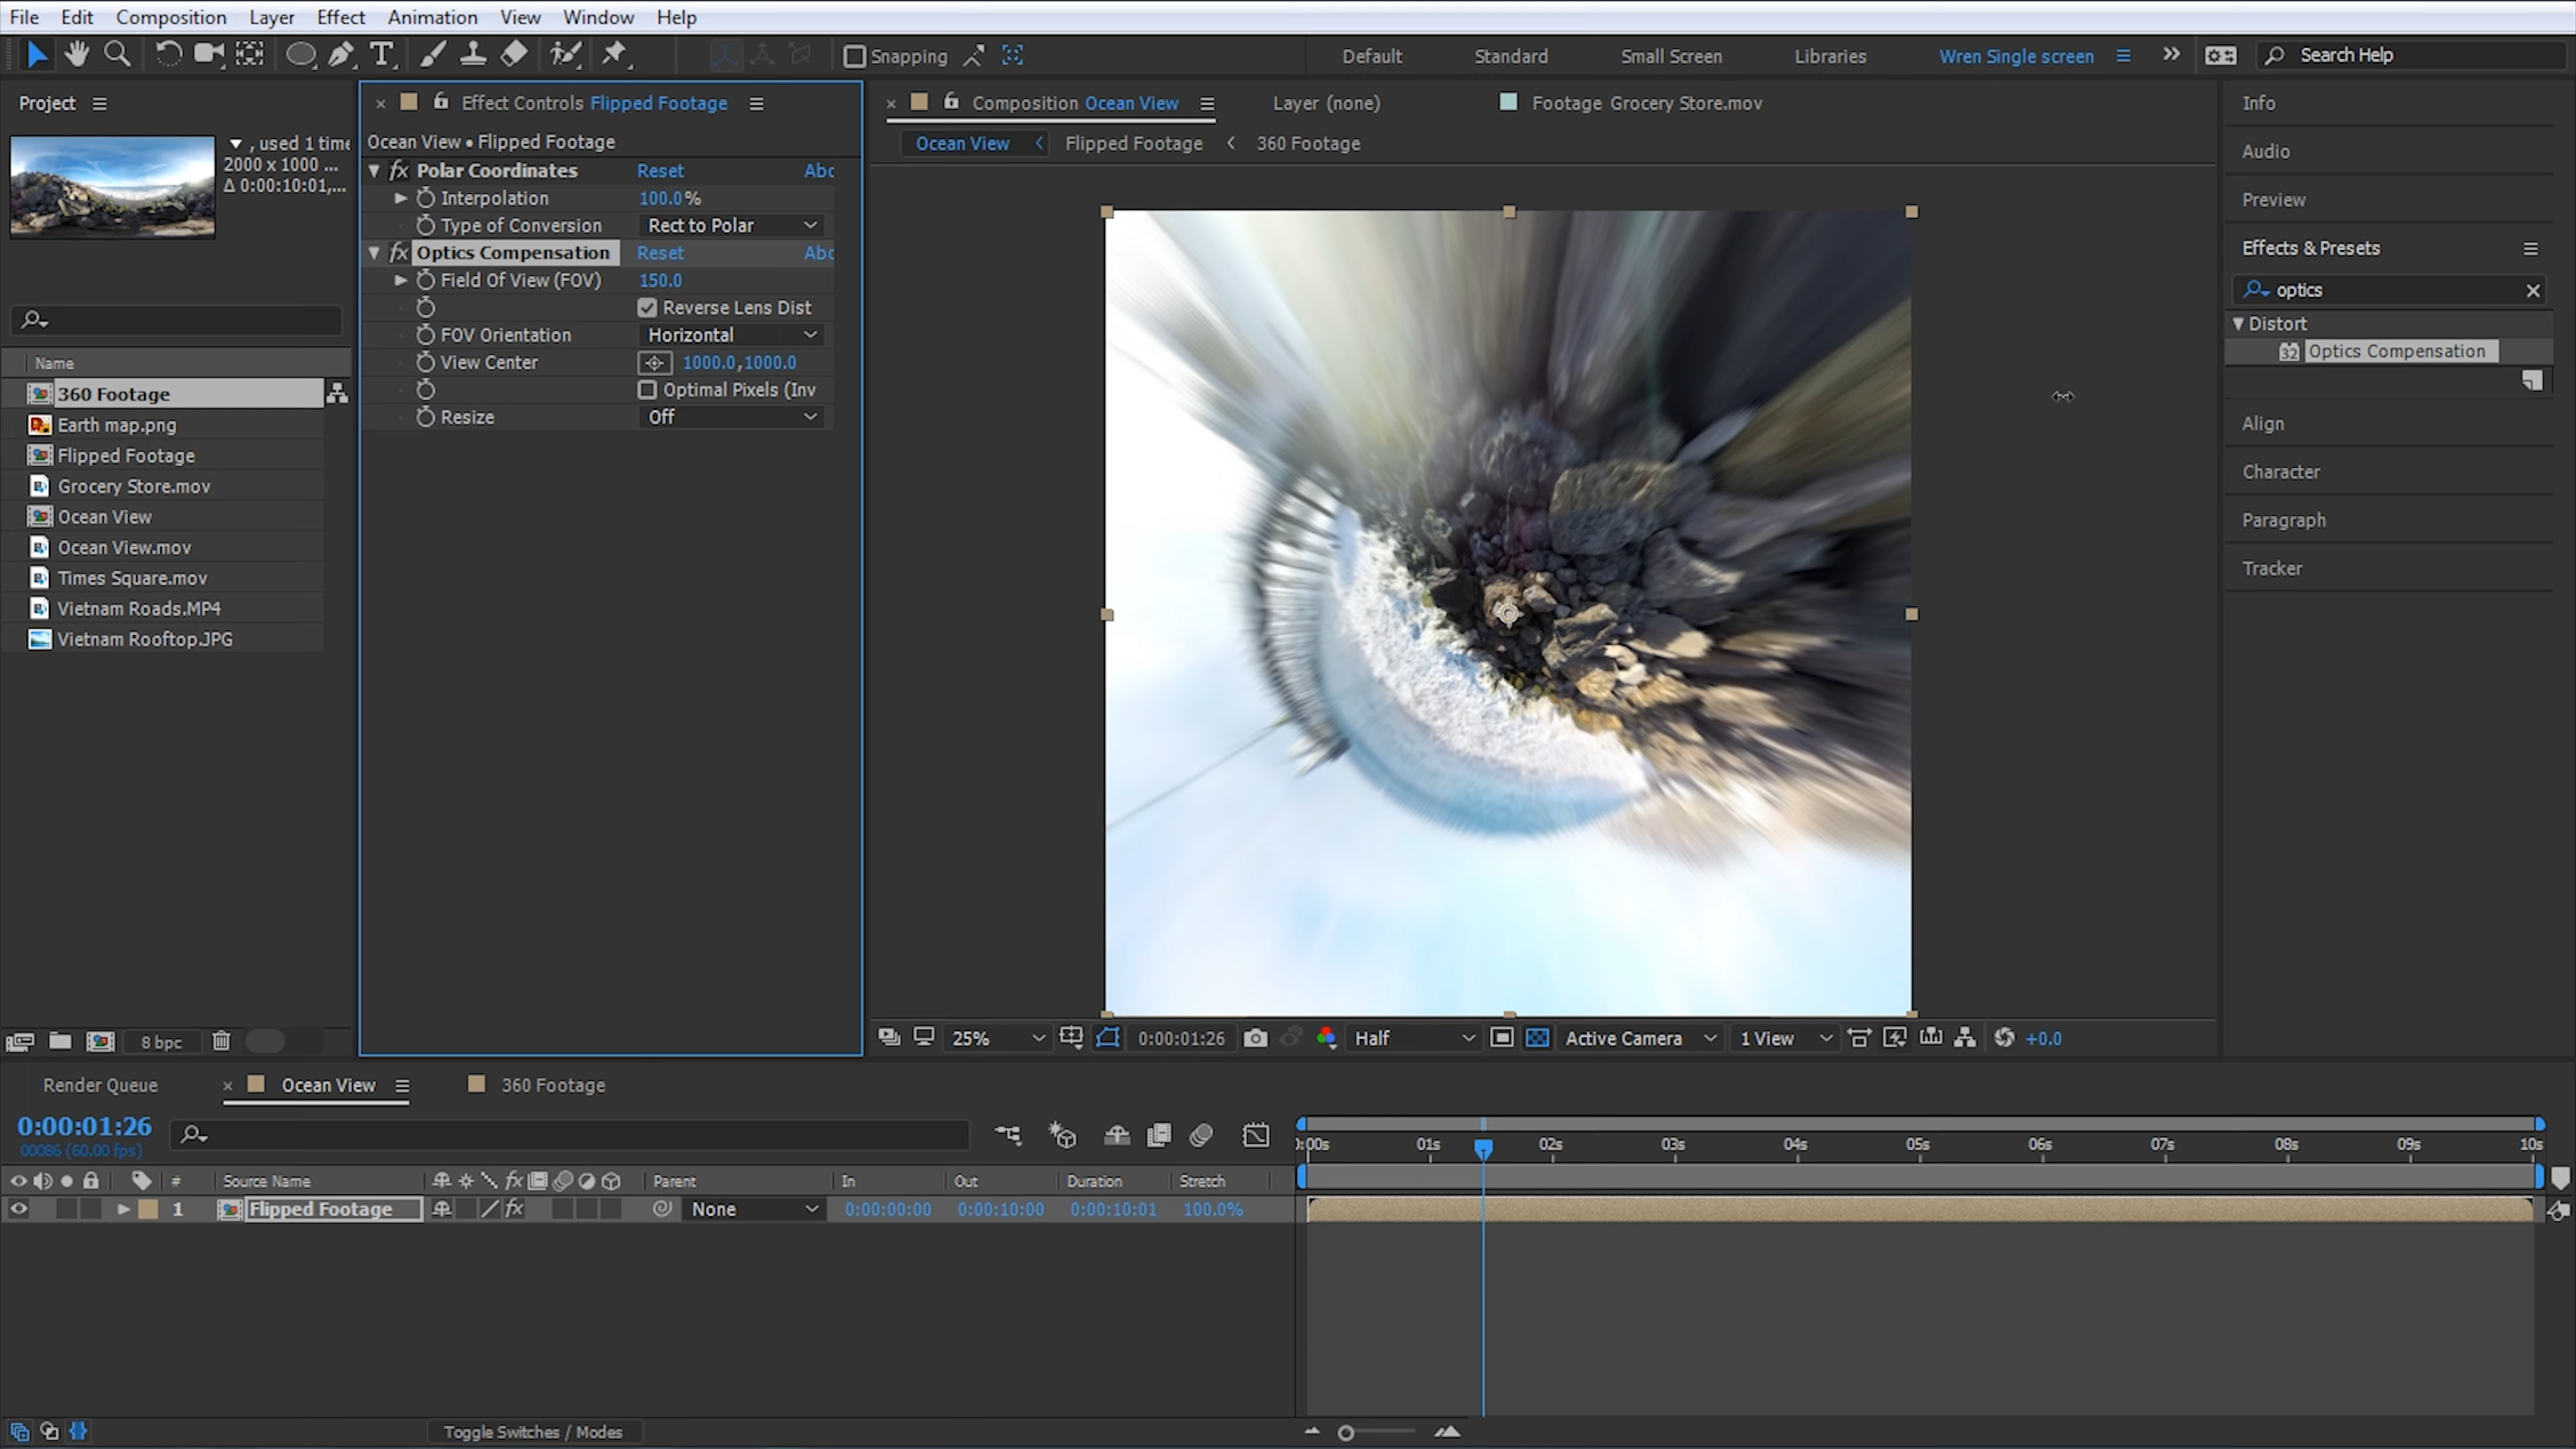 File Edit Composition Layer Effect Animation View Window Help
Snapping Default Standard Small Screen Libraries Wren Single screen Search Help
Project
, used 1 time
2000 x 1000 ...
Δ 0:00:10:01,...
Name
360 Footage
Earth map.png
Flipped Footage
Grocery Store.mov
Ocean View
Ocean View.mov
Times Square.mov
Vietnam Roads.MP4
Vietnam Rooftop.JPG
8 bpc
Effect Controls Flipped Footage
Ocean View • Flipped Footage
fx Polar Coordinates Reset Abc
Interpolation 100.0%
Type of Conversion Rect to Polar
fx Optics Compensation Reset Abc
Field Of View (FOV) 150.0
Reverse Lens Dist
FOV Orientation Horizontal
View Center 1000.0,1000.0
Optimal Pixels (Inv
Resize Off
Composition Ocean View Layer (none) Footage Grocery Store.mov
Ocean View Flipped Footage 360 Footage
25% 0:00:01:26 Half Active Camera 1 View +0.0
Info
Audio
Preview
Effects & Presets
optics
Distort
32 Optics Compensation
Align
Character
Paragraph
Tracker
Render Queue Ocean View 360 Footage
0:00:01:26
00086 (60.00 fps)
:00s 01s 02s 03s 04s 05s 06s 07s 08s 09s 10s
# Source Name fx Parent In Out Duration Stretch
1 Flipped Footage fx None 0:00:00:00 0:00:10:00 0:00:10:01 100.0%
Toggle Switches / Modes